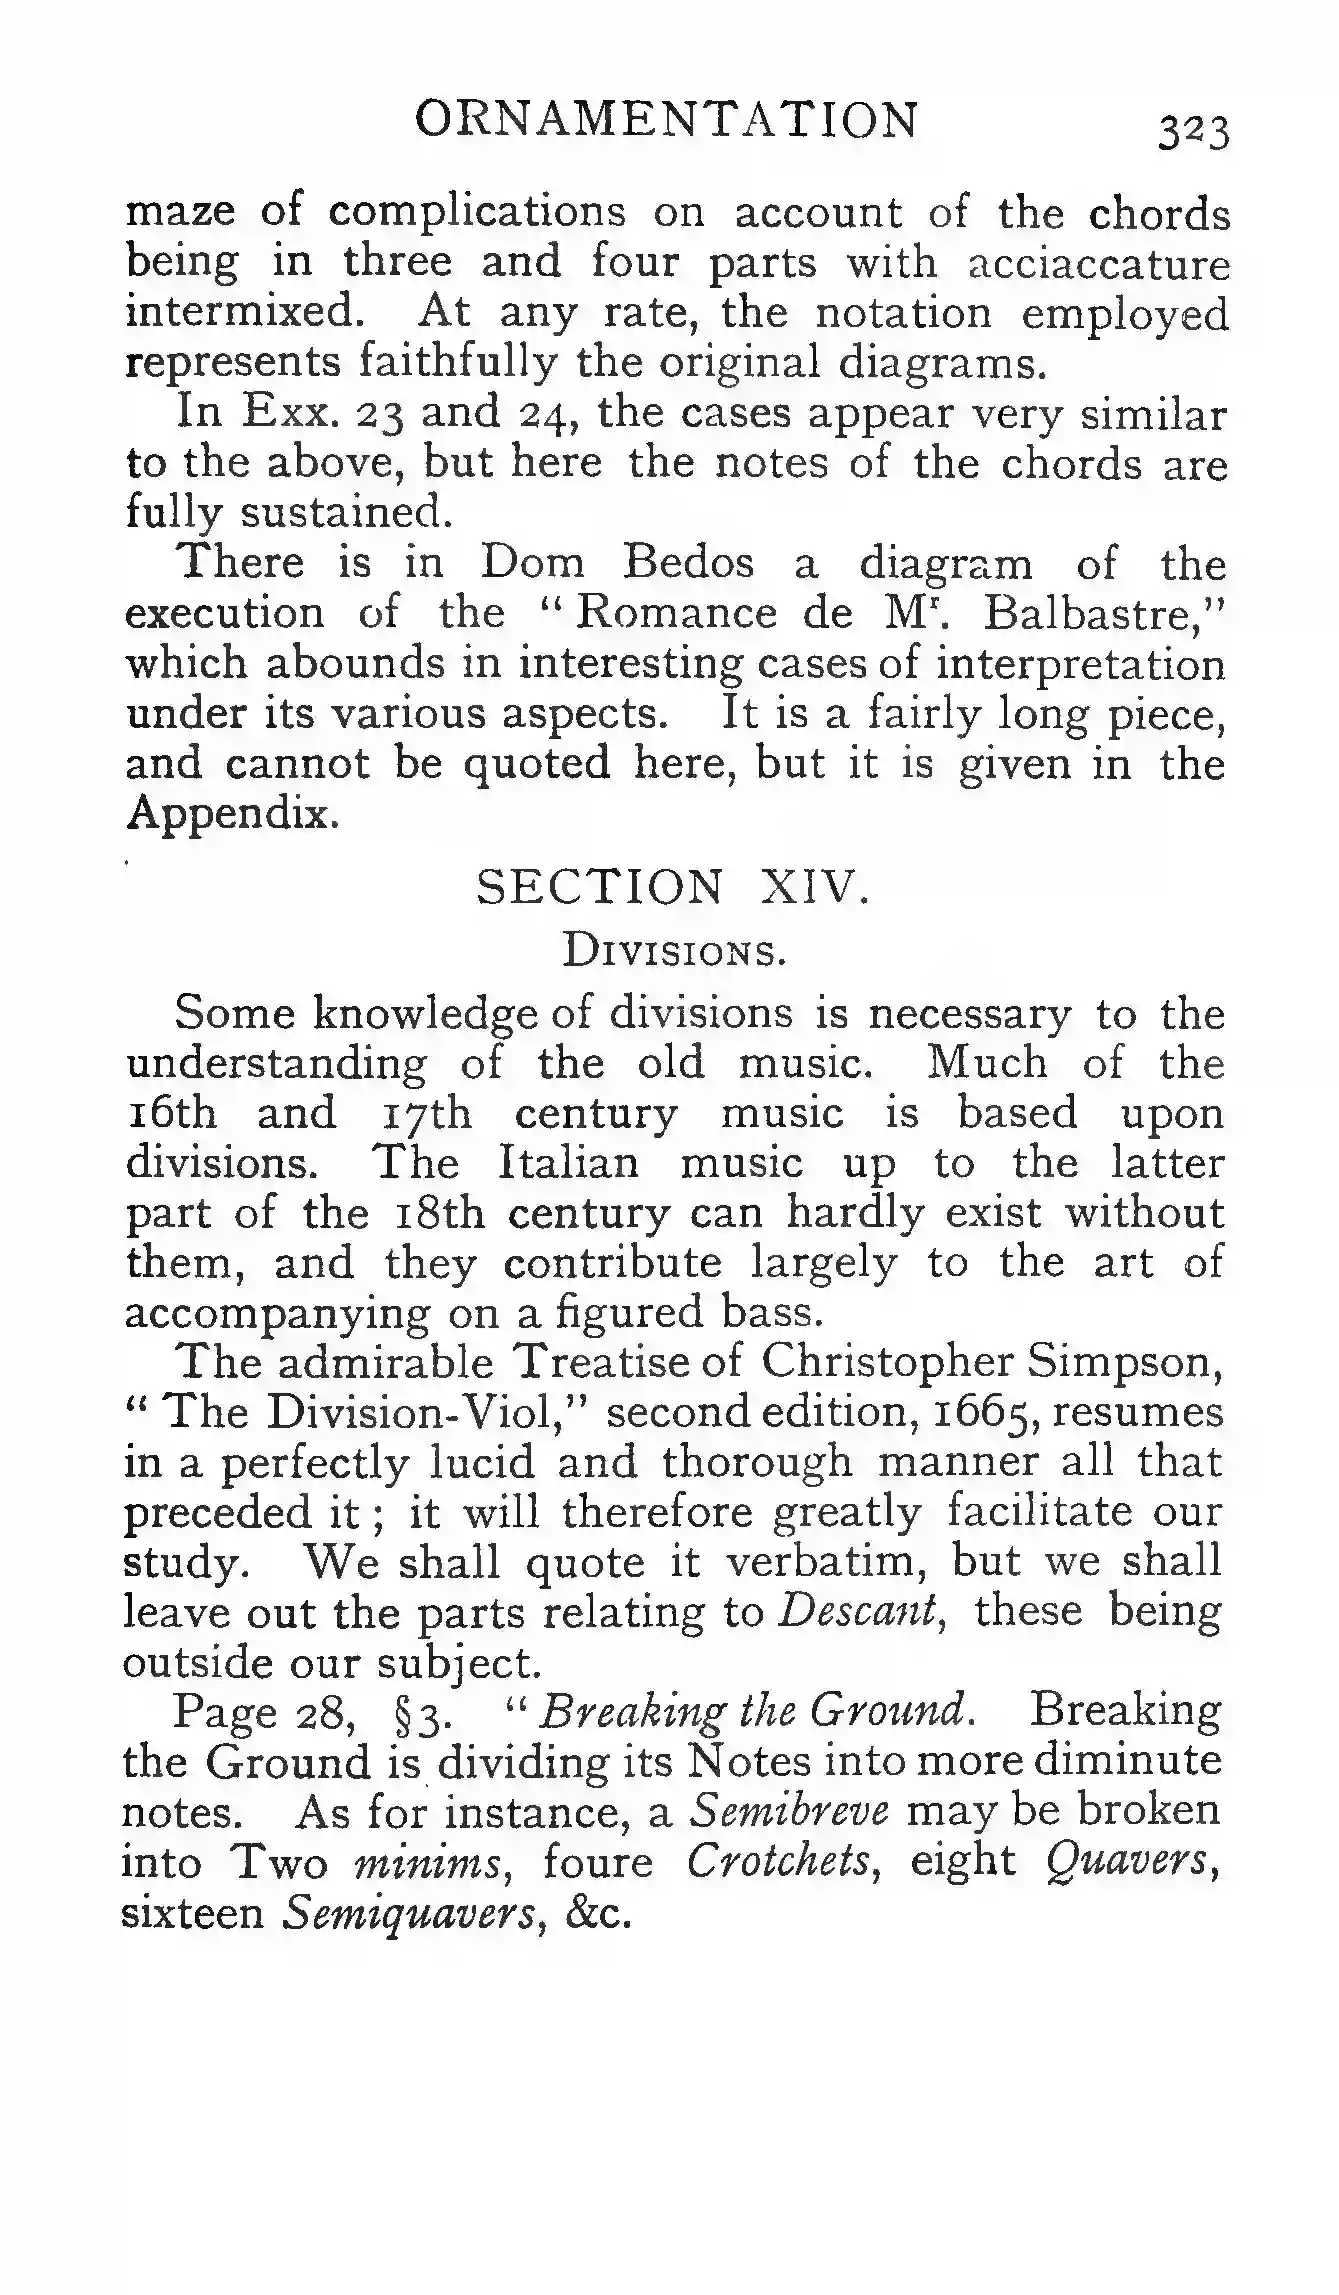 ORNAMENTATION 323
maze of complications on account of the chords
being in three and four parts with acciaccature
intermixed. At any rate, the notation employed
represents faithfully the original diagrams.
In Exx. 23 and 24, the cases appear very similar
to the above, but here the notes of the chords are
fully sustained.
There is in Dom Bedos a diagram of the
execution of the “ Romance de Mʳ. Balbastre,”
which abounds in interesting cases of interpretation
under its various aspects. It is a fairly long piece,
and cannot be quoted here, but it is given in the
Appendix.
SECTION XIV.
DIVISIONS.
Some knowledge of divisions is necessary to the
understanding of the old music. Much of the
16th and 17th century music is based upon
divisions. The Italian music up to the latter
part of the 18th century can hardly exist without
them, and they contribute largely to the art of
accompanying on a figured bass.
The admirable Treatise of Christopher Simpson,
“ The Division-Viol,” second edition, 1665, resumes
in a perfectly lucid and thorough manner all that
preceded it ; it will therefore greatly facilitate our
study. We shall quote it verbatim, but we shall
leave out the parts relating to Descant, these being
outside our subject.
Page 28, §3. “ Breaking the Ground. Breaking
the Ground is dividing its Notes into more diminute
notes. As for instance, a Semibreve may be broken
into Two minims, foure Crotchets, eight Quavers,
sixteen Semiquavers, &c.